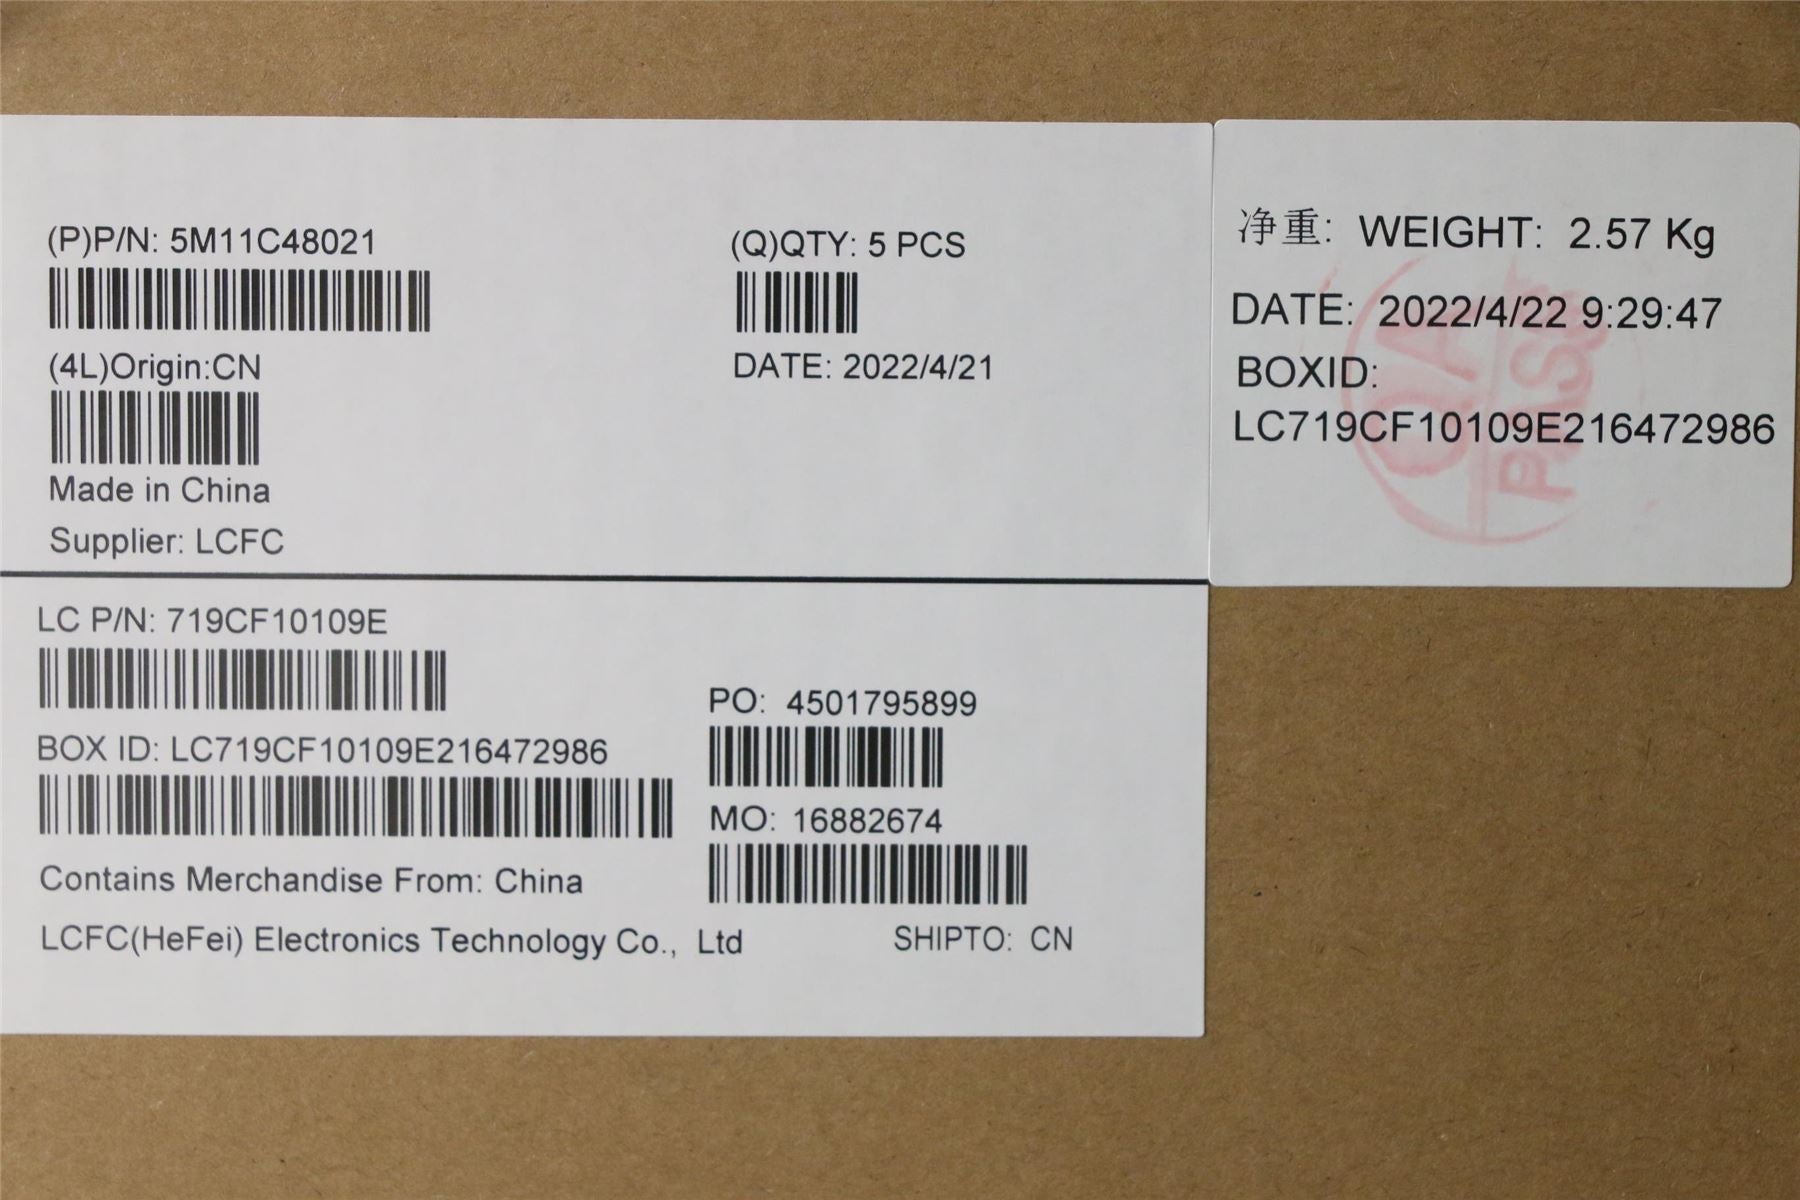 (P)P/N: 5M11C48021
(Q)QTY: 5 PCS
(4L)Origin:CN
DATE: 2022/4/21
Made in China
Supplier: LCFC
LC P/N: 719CF10109E
PO: 4501795899
BOX ID: LC719CF10109E216472986
MO: 16882674
Contains Merchandise From: China
LCFC(HeFei) Electronics Technology Co., Ltd
SHIPTO: CN
净重: WEIGHT: 2.57 Kg
DATE: 2022/4/22 9:29:47
BOXID:
LC719CF10109E216472986
QA
PASS